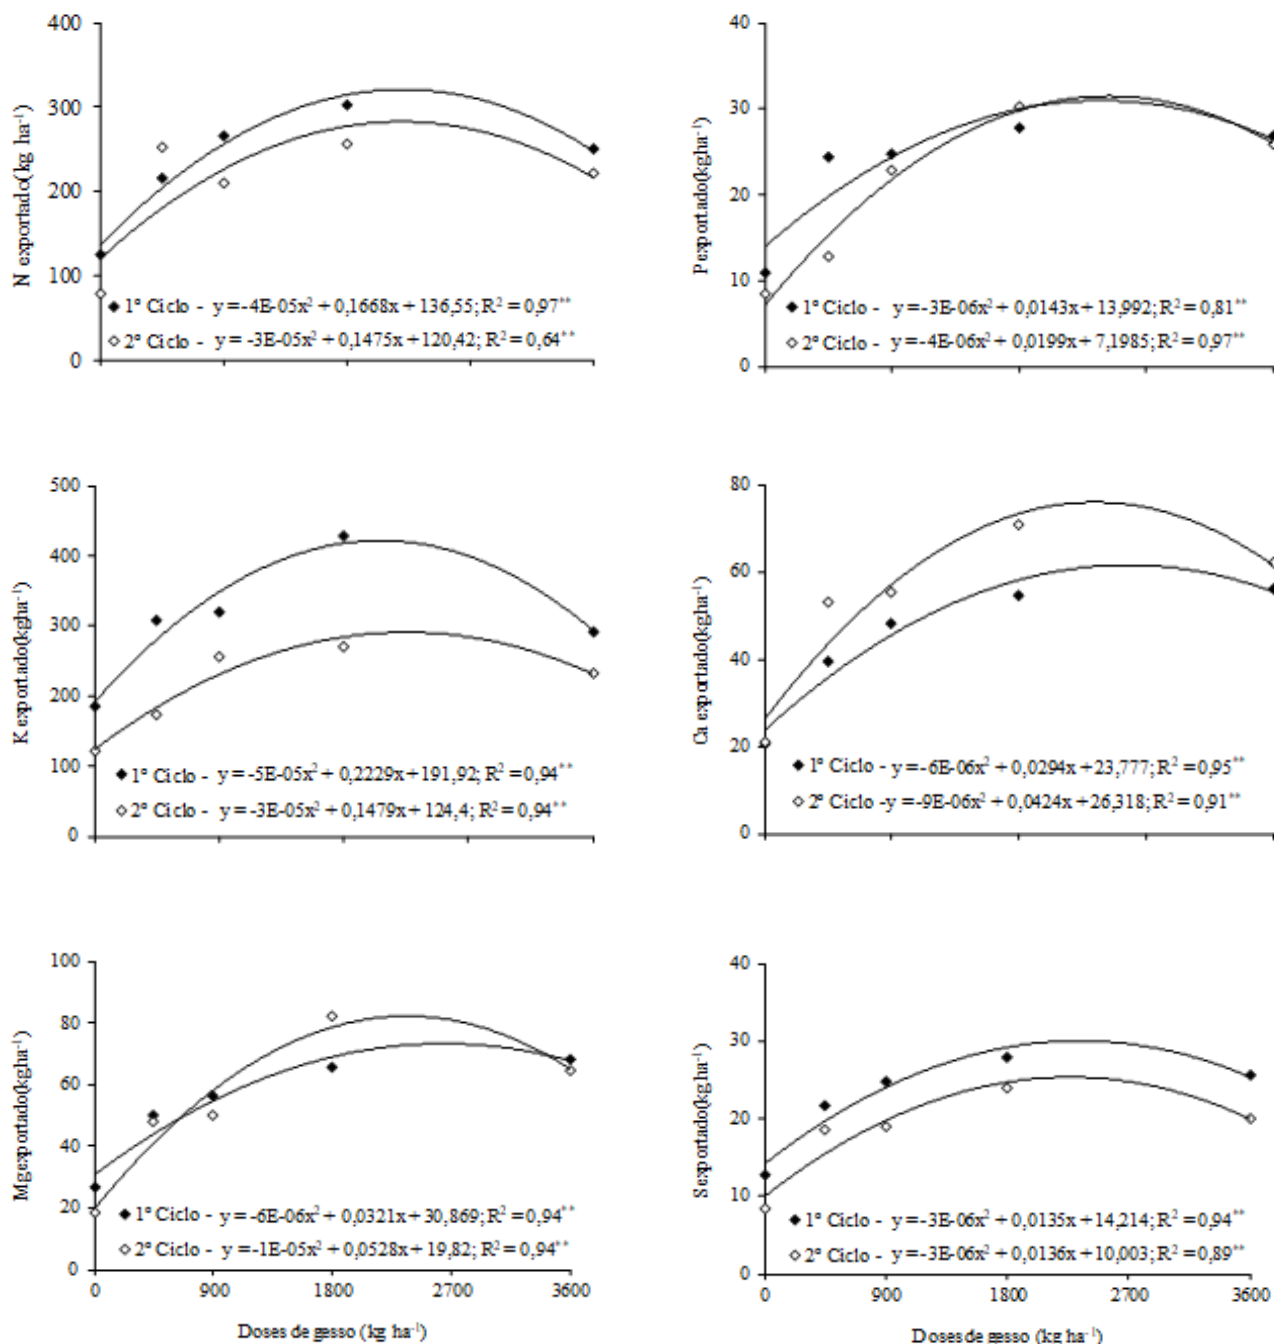 400
300
200
100
0
N exportado(kg ha⁻¹)
1º Ciclo - y = -4E-05x² + 0,1668x + 136,55; R² = 0,97**
2º Ciclo - y = -3E-05x² + 0,1475x + 120,42; R² = 0,64**
40
30
20
10
0
P exportado(kgha⁻¹)
1º Ciclo - y = -3E-06x² + 0,0143x + 13,992; R² = 0,81**
2º Ciclo - y = -4E-06x² + 0,0199x + 7,1985; R² = 0,97**
500
400
300
200
100
0
K exportado(kgha⁻¹)
1º Ciclo - y = -5E-05x² + 0,2229x + 191,92; R² = 0,94**
2º Ciclo - y = -3E-05x² + 0,1479x + 124,4; R² = 0,94**
80
60
40
20
0
Ca exportado(kgha⁻¹)
1º Ciclo - y = -6E-06x² + 0,0294x + 23,777; R² = 0,95**
2º Ciclo -y = -9E-06x² + 0,0424x + 26,318; R² = 0,91**
100
80
60
40
20
0
Mg exportado(kgha⁻¹)
1º Ciclo - y = -6E-06x² + 0,0321x + 30,869; R² = 0,94**
2º Ciclo - y = -1E-05x² + 0,0528x + 19,82; R² = 0,94**
0 900 1800 2700 3600
Doses de gesso (kg ha⁻¹)
40
30
20
10
0
S exportado(kgha⁻¹)
1º Ciclo - y = -3E-06x² + 0,0135x + 14,214; R² = 0,94**
2º Ciclo - y = -3E-06x² + 0,0136x + 10,003; R² = 0,89**
0 900 1800 2700 3600
Doses de gesso (kg ha⁻¹)